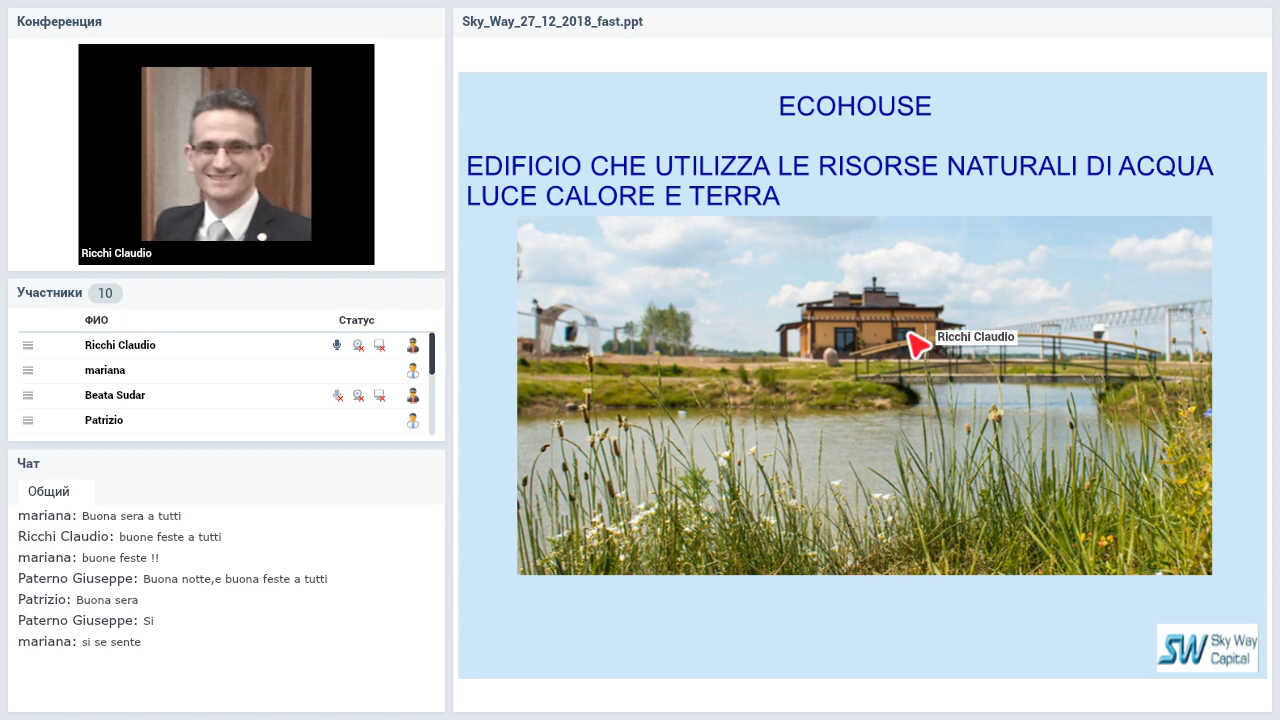 Конференция
Ricchi Claudio
Участники 10
ФИО Статус
Ricchi Claudio
mariana
Beata Sudar
Patrizio
Чат
Общий
mariana: Buona sera a tutti
Ricchi Claudio: buone feste a tutti
mariana: buone feste !!
Paterno Giuseppe: Buona notte,e buona feste a tutti
Patrizio: Buona sera
Paterno Giuseppe: Si
mariana: si se sente
Sky_Way_27_12_2018_fast.ppt
ECOHOUSE
EDIFICIO CHE UTILIZZA LE RISORSE NATURALI DI ACQUA
LUCE CALORE E TERRA
Ricchi Claudio
SW Sky Way
Capital